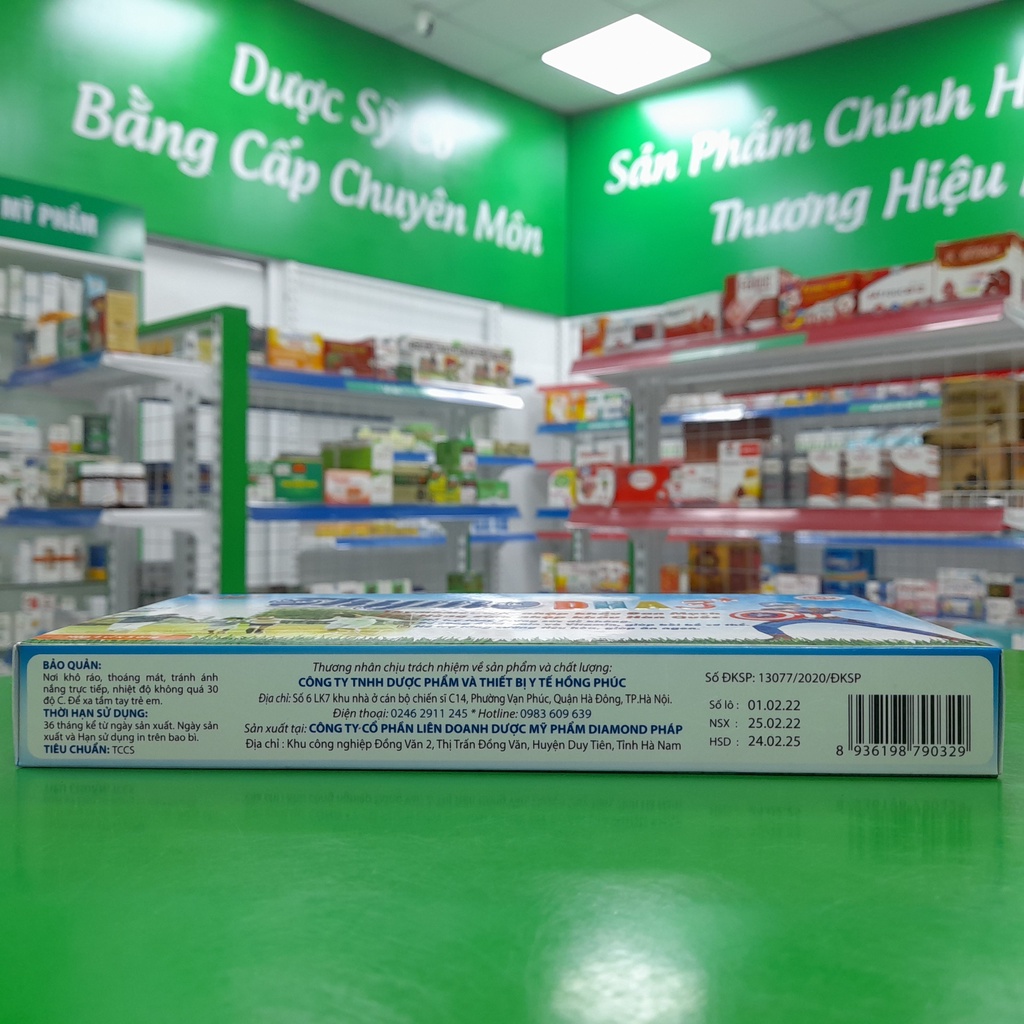 Dược Sỹ Có
Bằng Cấp Chuyên Môn
Sản Phẩm Chính H
Thương Hiệu
MỸ PHẨM
DHA 3+
BẢO QUẢN:
Nơi khô ráo, thoáng mát, tránh ánh
nắng trực tiếp, nhiệt độ không quá 30
độ C. Để xa tầm tay trẻ em.
THỜI HẠN SỬ DỤNG:
36 tháng kể từ ngày sản xuất. Ngày sản
xuất và Hạn sử dụng in trên bao bì.
TIÊU CHUẨN: TCCS
Thương nhân chịu trách nhiệm về sản phẩm và chất lượng:
CÔNG TY TNHH DƯỢC PHẨM VÀ THIẾT BỊ Y TẾ HỒNG PHÚC
Địa chỉ: Số 6 LK7 khu nhà ở cán bộ chiến sĩ C14, Phường Vạn Phúc, Quận Hà Đông, TP.Hà Nội.
Điện thoại: 0246 2911 245 * Hotline: 0983 609 639
Sản xuất tại: CÔNG TY CỔ PHẦN LIÊN DOANH DƯỢC MỸ PHẨM DIAMOND PHÁP
Địa chỉ : Khu công nghiệp Đồng Văn 2, Thị Trấn Đồng Văn, Huyện Duy Tiên, Tỉnh Hà Nam
Số ĐKSP: 13077/2020/ĐKSP
Số lô : 01.02.22
NSX : 25.02.22
HSD : 24.02.25
8 936198 790329